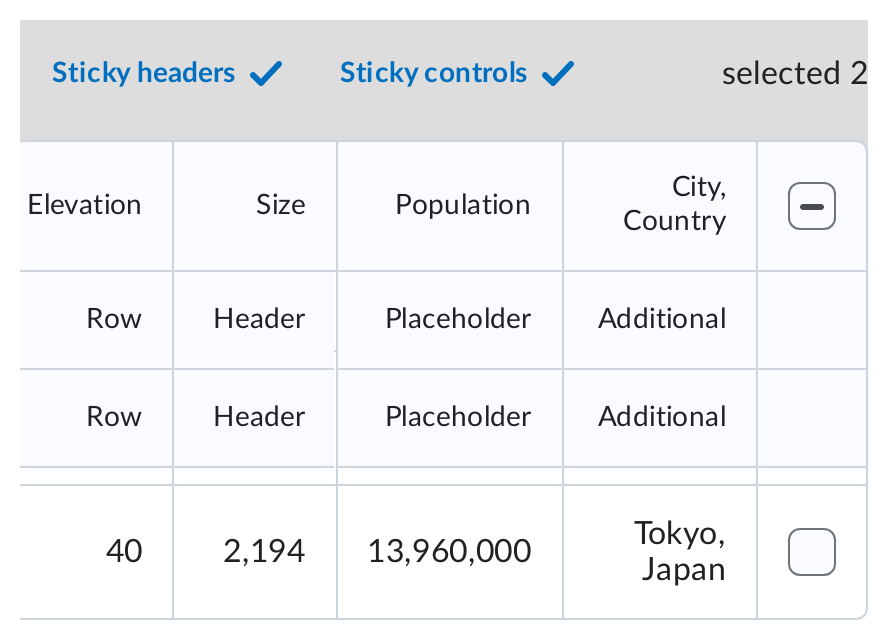 Sticky headers
Sticky controls
selected 2
Elevation
Size
Population
City,
Country
Row
Header
Placeholder
Additional
Row
Header
Placeholder
Additional
40
2,194
13,960,000
Tokyo,
Japan